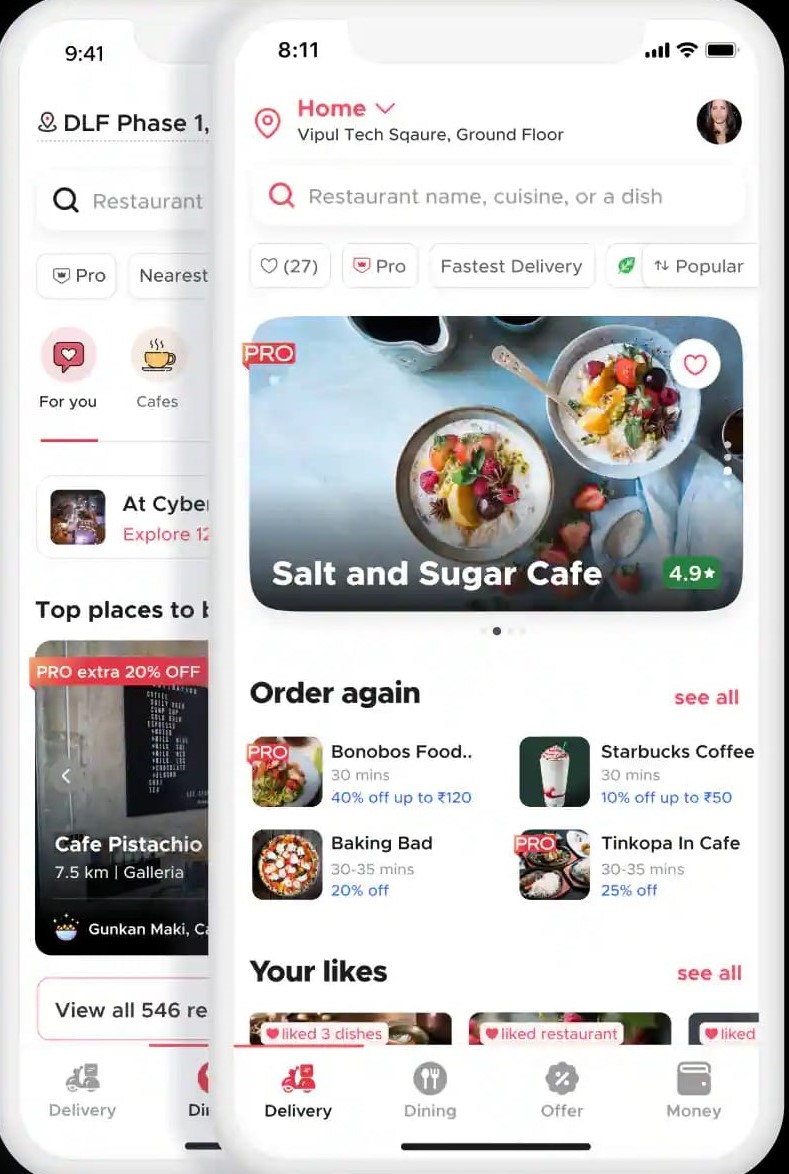 9:41
DLF Phase 1,
Restaurant
Pro
Nearest
For you
Cafes
At Cyber
Explore 12
Top places to
PRO extra 20% OFF
Cafe Pistachio
7.5 km | Galleria
Gunkan Maki, Ca
View all 546 re
Delivery
Din
8:11
Home
Vipul Tech Sqaure, Ground Floor
Restaurant name, cuisine, or a dish
(27)
Pro
Fastest Delivery
Popular
PRO
Salt and Sugar Cafe
4.9★
Order again
see all
PRO
Bonobos Food..
30 mins
40% off up to ₹120
Starbucks Coffee
30 mins
10% off up to ₹50
Baking Bad
30-35 mins
20% off
PRO
Tinkopa In Cafe
30-35 mins
25% off
Your likes
see all
liked 3 dishes
liked restaurant
liked
Delivery
Dining
Offer
Money